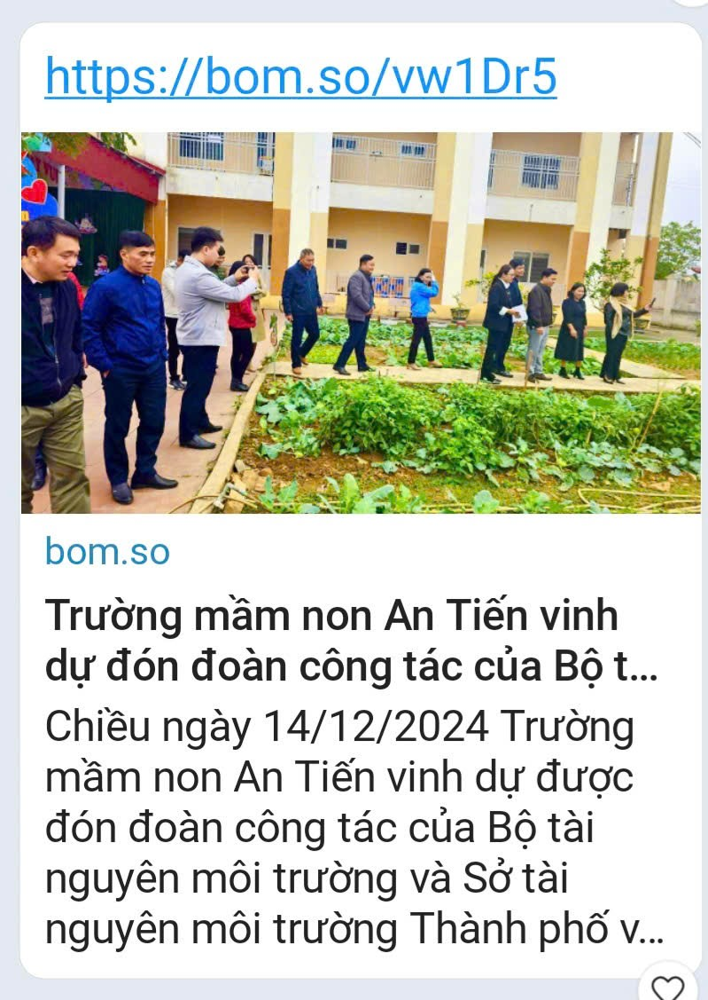 https://bom.so/vw1Dr5
bom.so
Trường mầm non An Tiến vinh
dự đón đoàn công tác của Bộ t...
Chiều ngày 14/12/2024 Trường
mầm non An Tiến vinh dự được
đón đoàn công tác của Bộ tài
nguyên môi trường và Sở tài
nguyên môi trường Thành phố v...